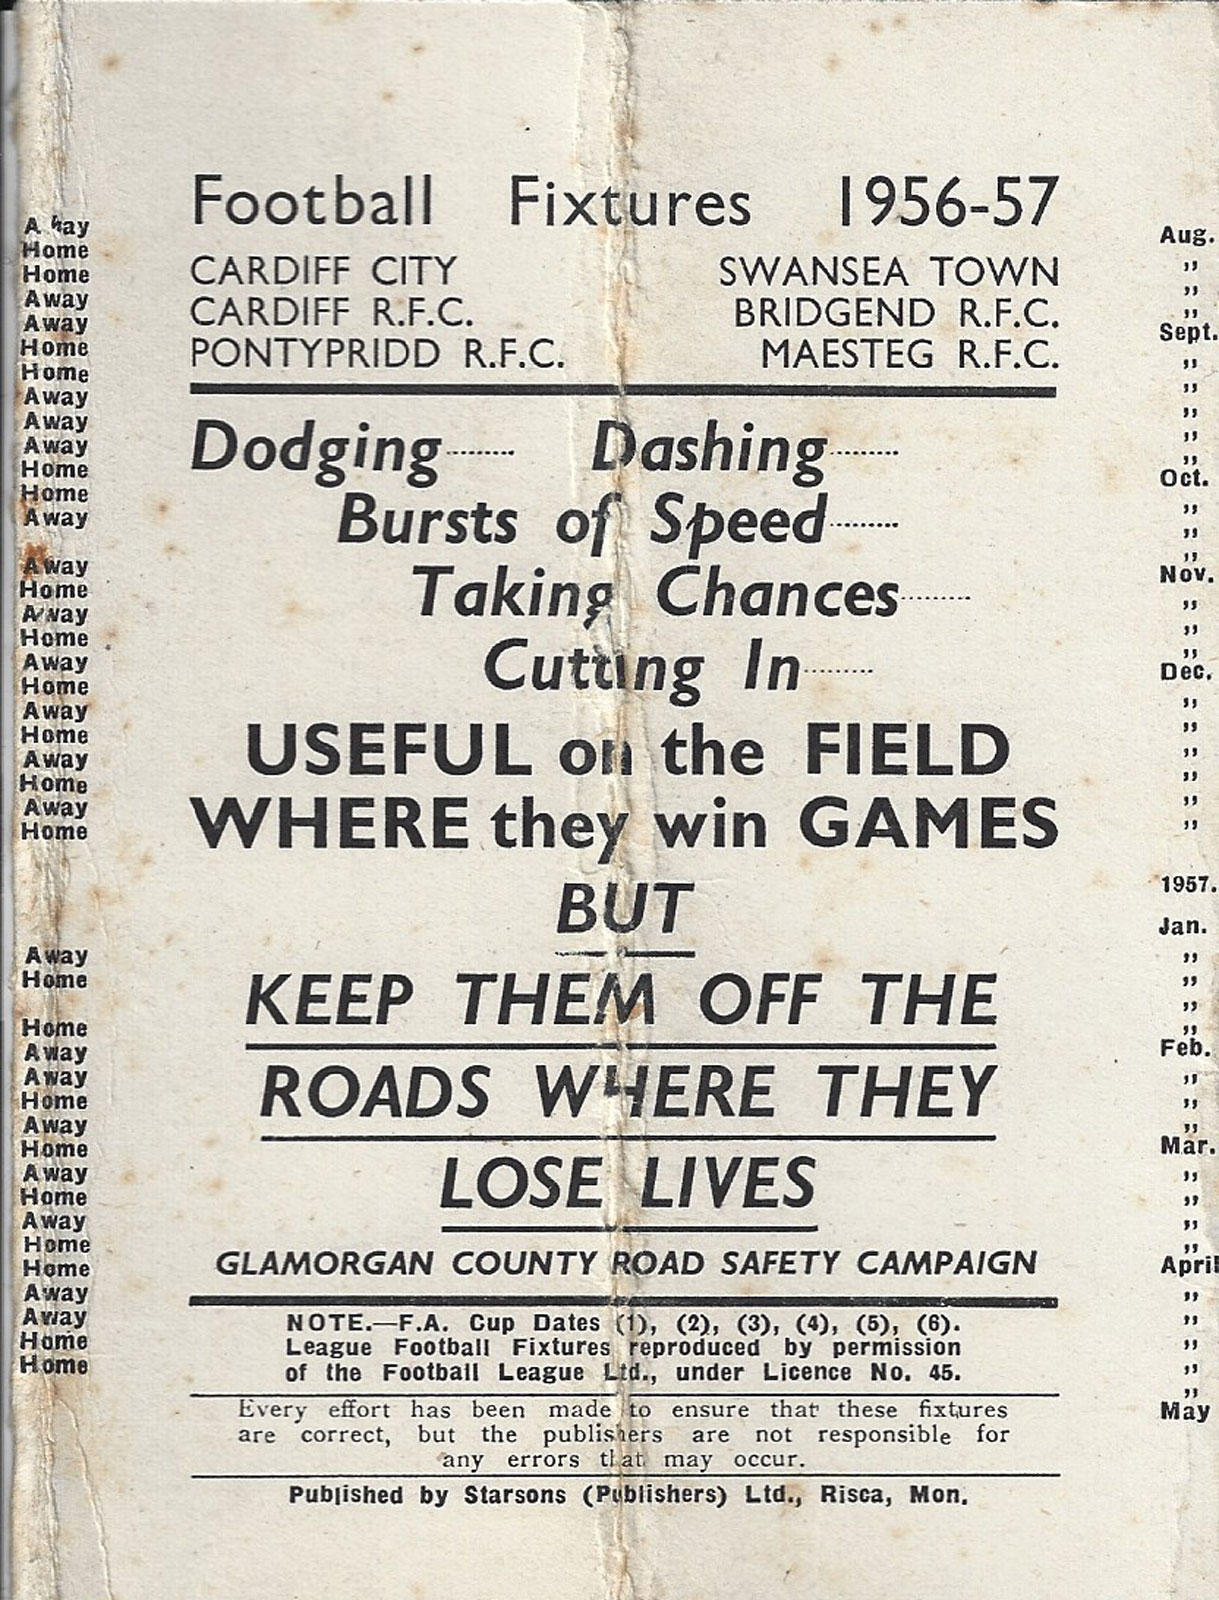 Away
Home
Home
Away
Away
Home
Home
Away
Away
Away
Home
Home
Away
Away
Home
Away
Home
Away
Home
Away
Home
Away
Home
Away
Home
Away
Home
Home
Away
Away
Home
Away
Home
Away
Home
Away
Home
Home
Away
Away
Home
Home
Football Fixtures 1956-57
CARDIFF CITY SWANSEA TOWN
CARDIFF R.F.C. BRIDGEND R.F.C.
PONTYPRIDD R.F.C. MAESTEG R.F.C.
Dodging........ Dashing........
Bursts of Speed........
Taking Chances........
Cutting In........
USEFUL on the FIELD
WHERE they win GAMES
BUT
KEEP THEM OFF THE
ROADS WHERE THEY
LOSE LIVES
GLAMORGAN COUNTY ROAD SAFETY CAMPAIGN
NOTE.—F.A. Cup Dates (1), (2), (3), (4), (5), (6).
League Football Fixtures reproduced by permission
of the Football League Ltd., under Licence No. 45.
Every effort has been made to ensure that these fixtures
are correct, but the publishers are not responsible for
any errors that may occur.
Published by Starsons (Publishers) Ltd., Risca, Mon.
Aug.
,,
,,
,,
Sept.
,,
,,
,,
,,
,,
Oct.
,,
,,
,,
Nov.
,,
,,
,,
Dec.
,,
,,
,,
,,
,,
,,
1957.
Jan.
,,
,,
,,
,,
Feb.
,,
,,
,,
Mar.
,,
,,
,,
,,
April
,,
,,
,,
,,
,,
May